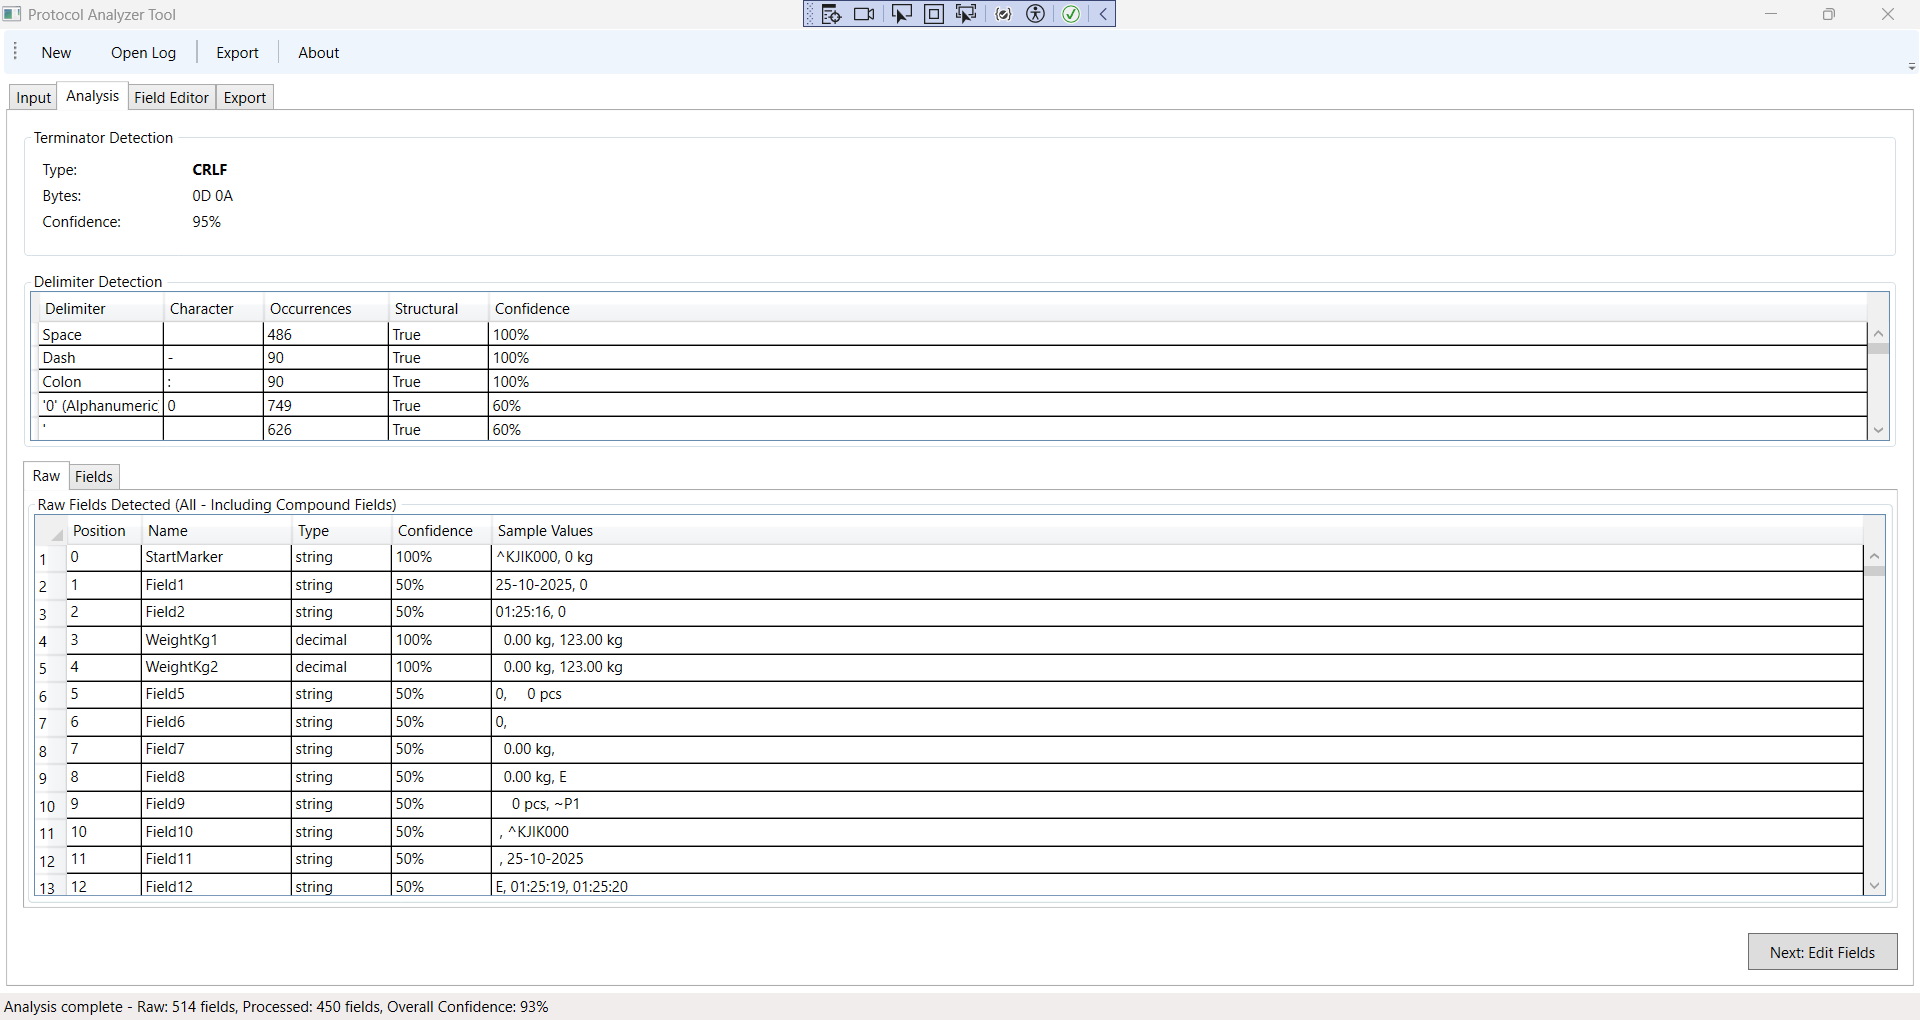 Protocol Analyzer Tool
New Open Log Export About
Input Analysis Field Editor Export
Terminator Detection
Type: CRLF
Bytes: 0D 0A
Confidence: 95%
Delimiter Detection
Delimiter Character Occurrences Structural Confidence
Space 486 True 100%
Dash - 90 True 100%
Colon : 90 True 100%
'0' (Alphanumeric 0 749 True 60%
' 626 True 60%
Raw Fields
Raw Fields Detected (All - Including Compound Fields)
Position Name Type Confidence Sample Values
1 0 StartMarker string 100% ^KJIK000, 0 kg
2 1 Field1 string 50% 25-10-2025, 0
3 2 Field2 string 50% 01:25:16, 0
4 3 WeightKg1 decimal 100% 0.00 kg, 123.00 kg
5 4 WeightKg2 decimal 100% 0.00 kg, 123.00 kg
6 5 Field5 string 50% 0, 0 pcs
7 6 Field6 string 50% 0,
8 7 Field7 string 50% 0.00 kg,
9 8 Field8 string 50% 0.00 kg, E
10 9 Field9 string 50% 0 pcs, ~P1
11 10 Field10 string 50% , ^KJIK000
12 11 Field11 string 50% , 25-10-2025
13 12 Field12 string 50% E, 01:25:19, 01:25:20
Next: Edit Fields
Analysis complete - Raw: 514 fields, Processed: 450 fields, Overall Confidence: 93%